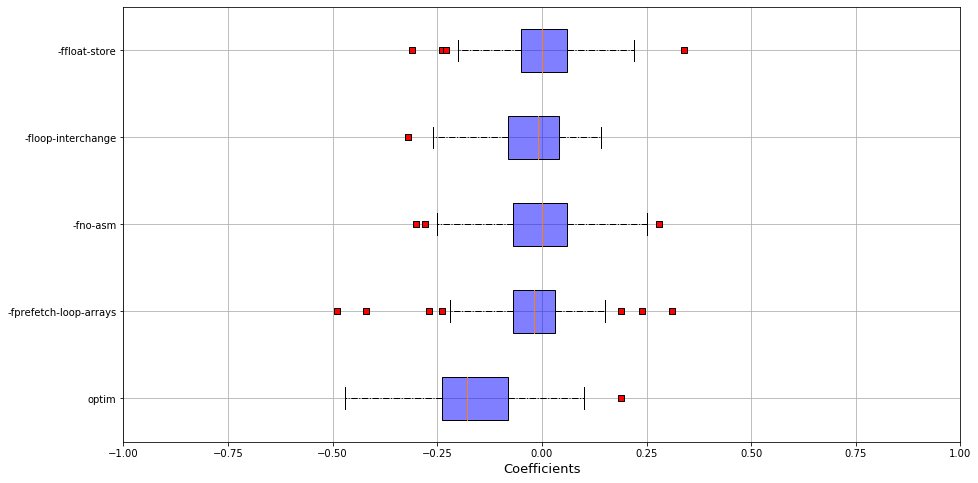 -ffloat-store
-floop-interchange
-fno-asm
-fprefetch-loop-arrays
optim
−1.00 −0.75 −0.50 −0.25 0.00 0.25 0.50 0.75 1.00
Coefficients